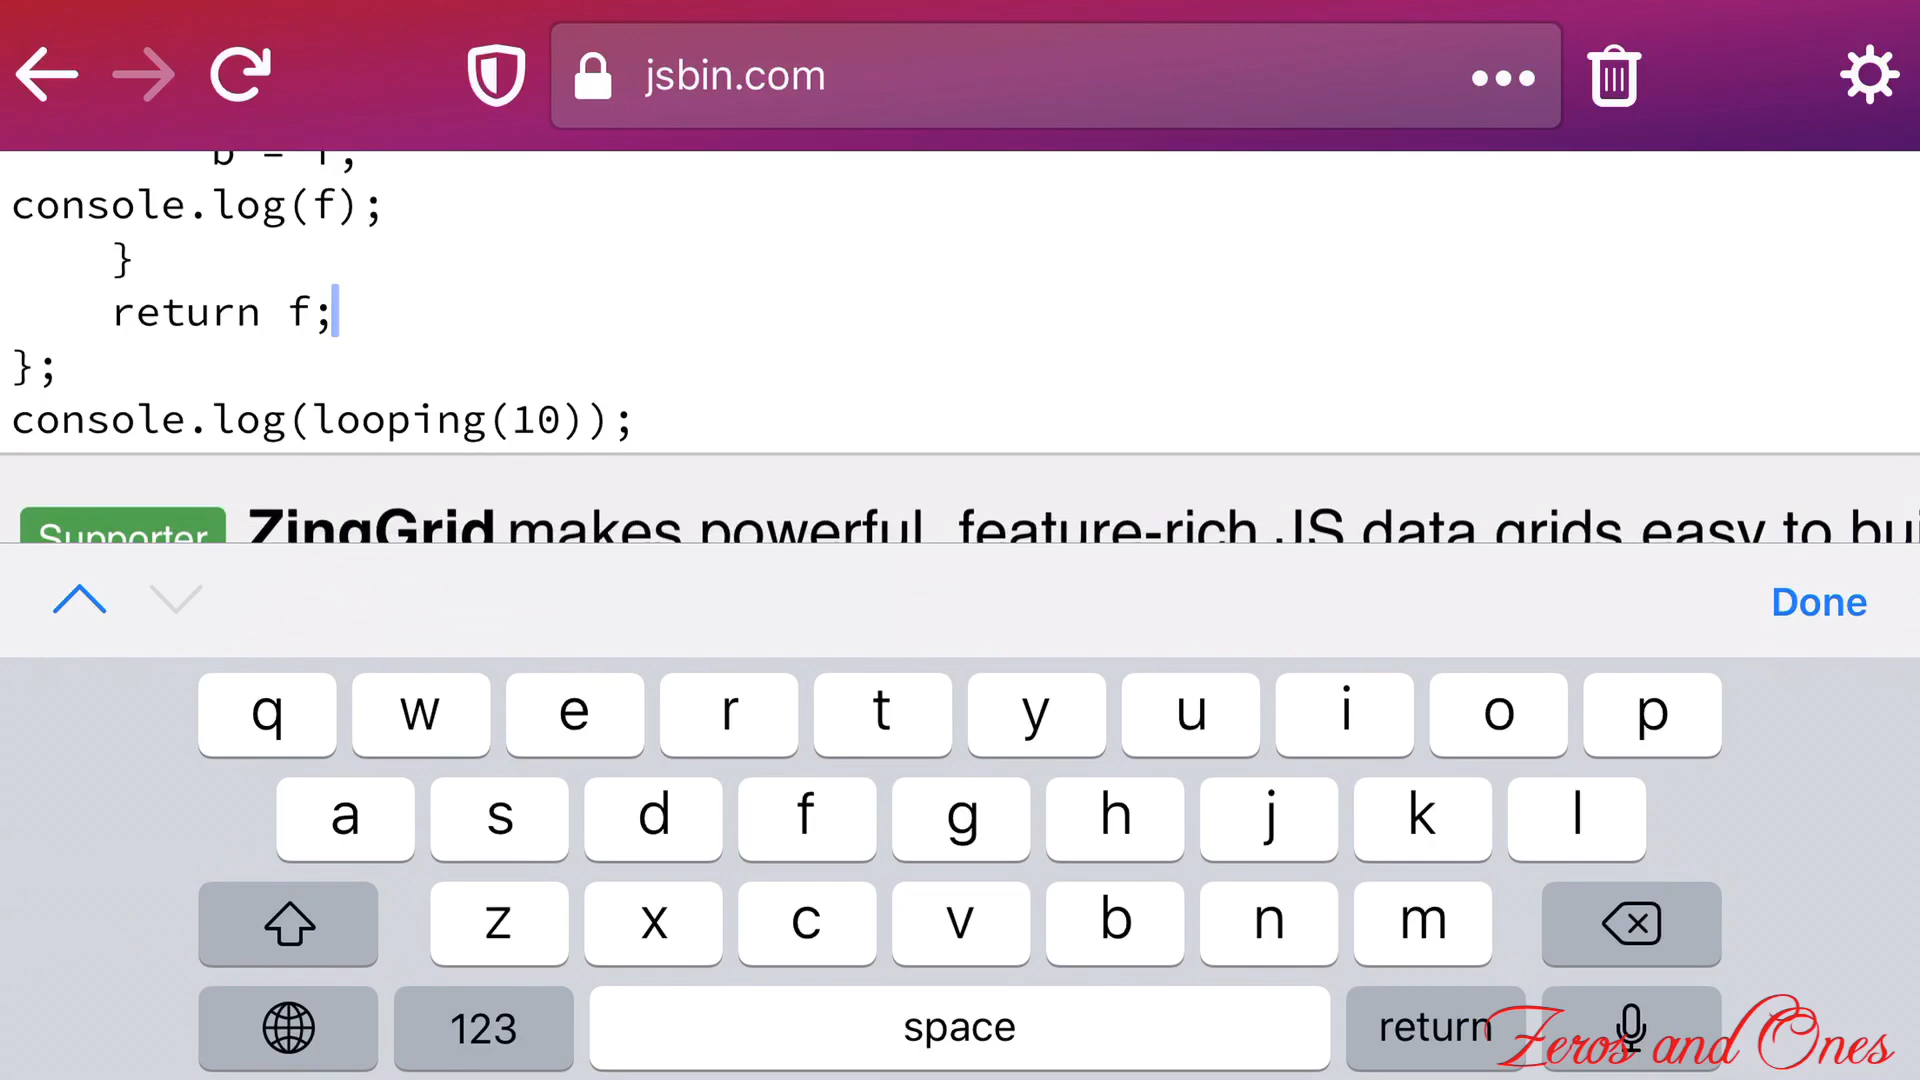 jsbin.com
b = f;
console.log(f);
}
return f;
};
console.log(looping(10));
Supporter ZingGrid makes powerful, feature-rich JS data grids easy to bui
Done
q w e r t y u i o p
a s d f g h j k l
z x c v b n m
123 space return
Zeros and Ones